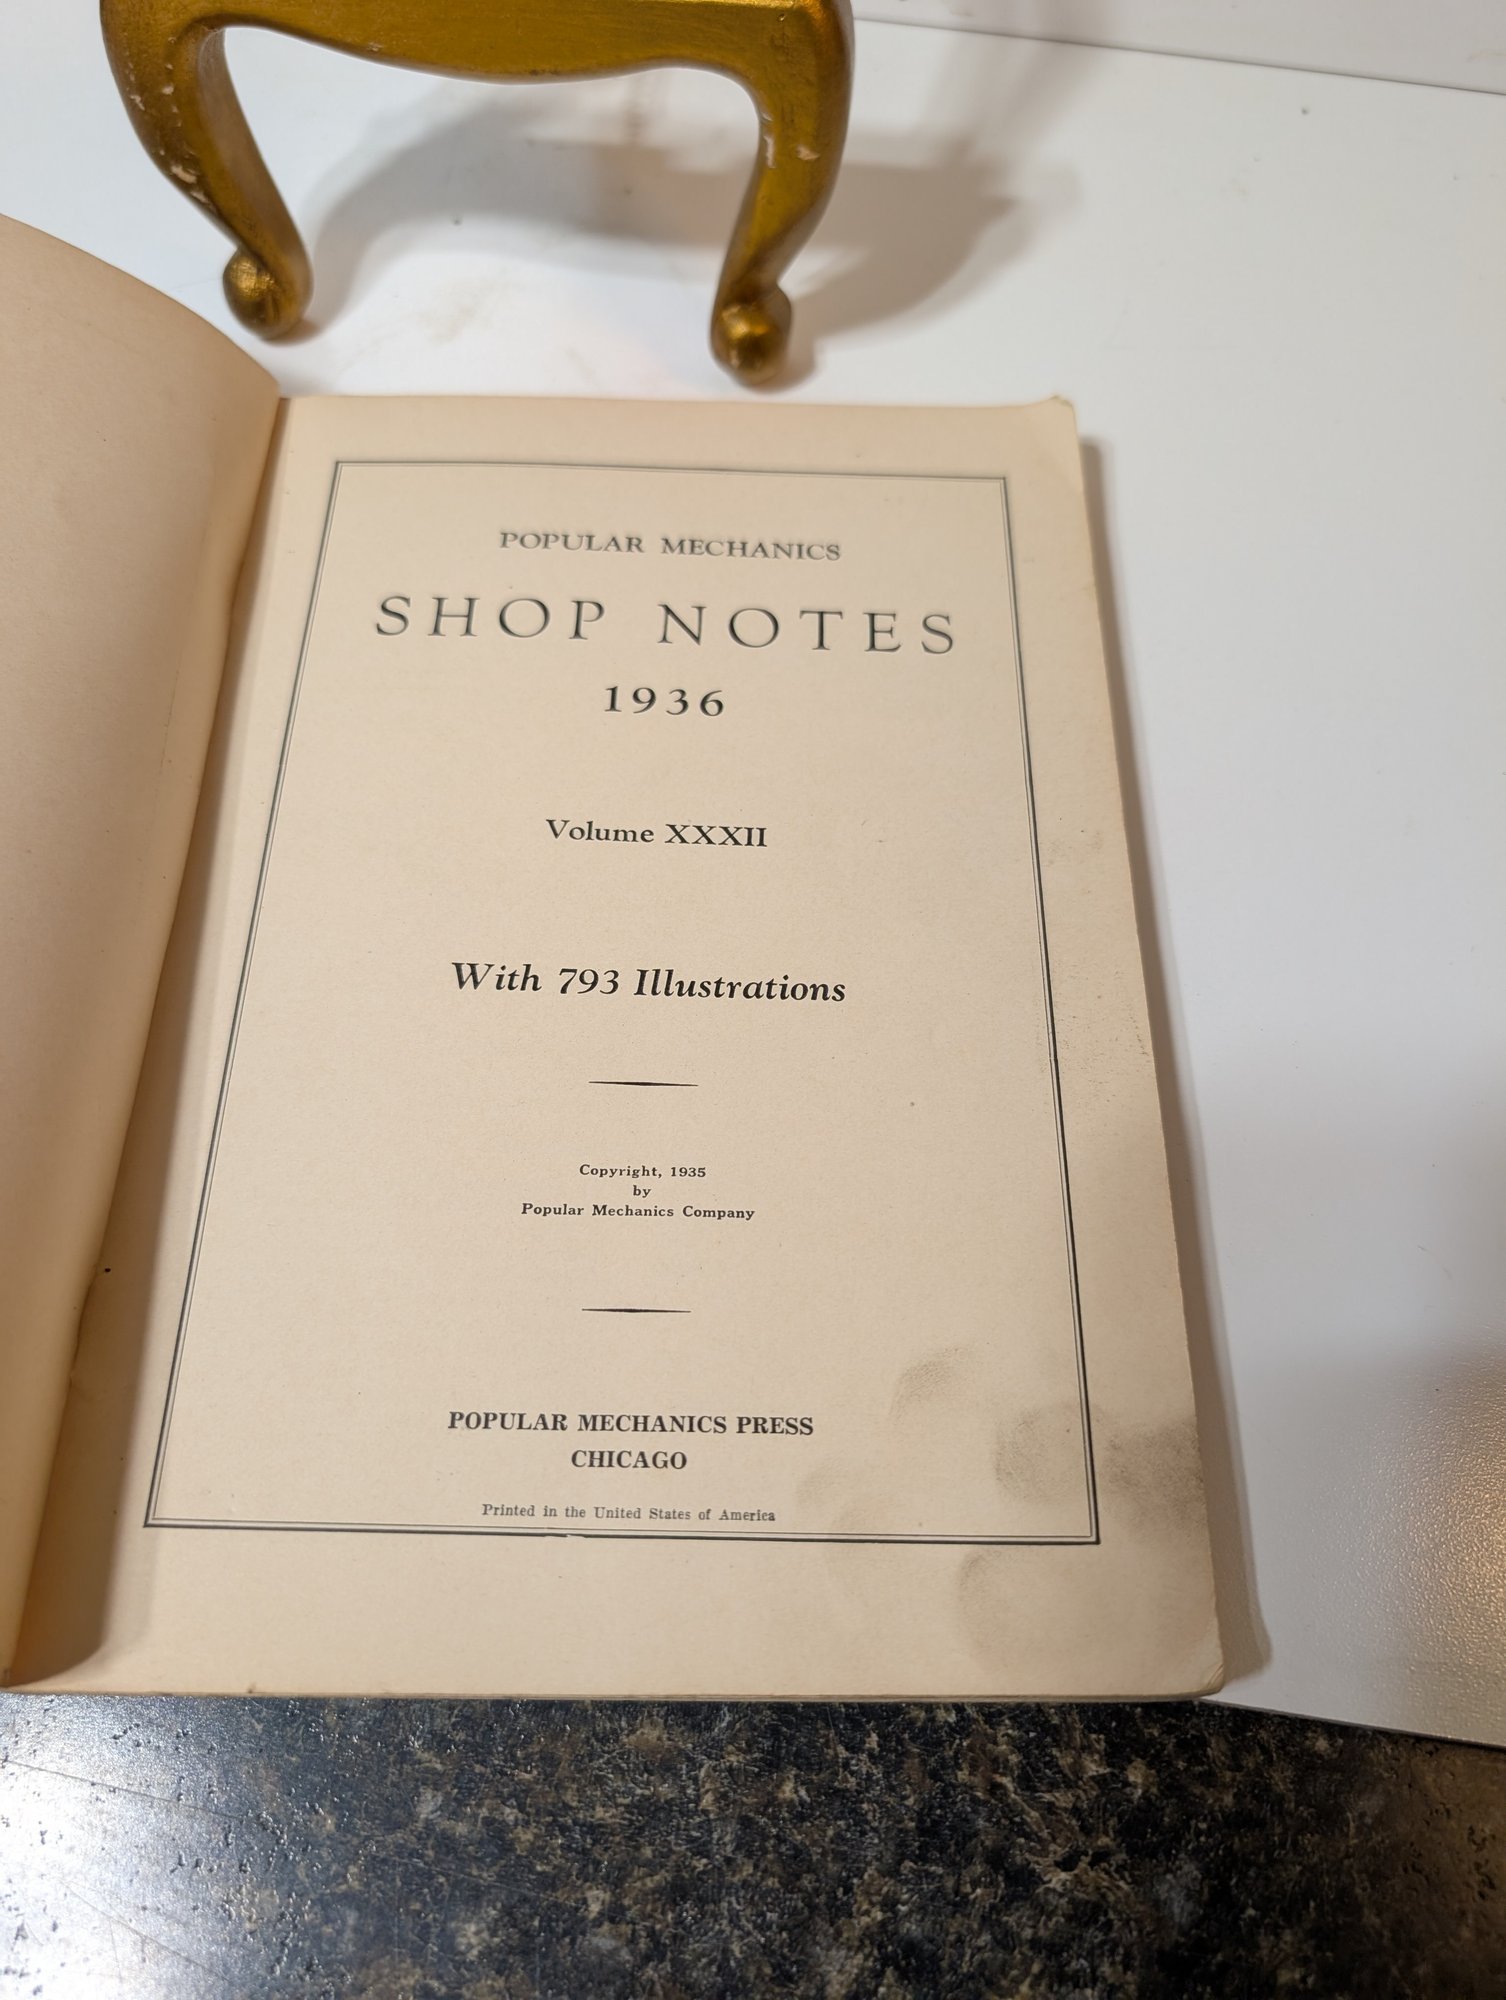 POPULAR MECHANICS
SHOP NOTES
1936
Volume XXXII
With 793 Illustrations
Copyright, 1935
by
Popular Mechanics Company
POPULAR MECHANICS PRESS
CHICAGO
Printed in the United States of America